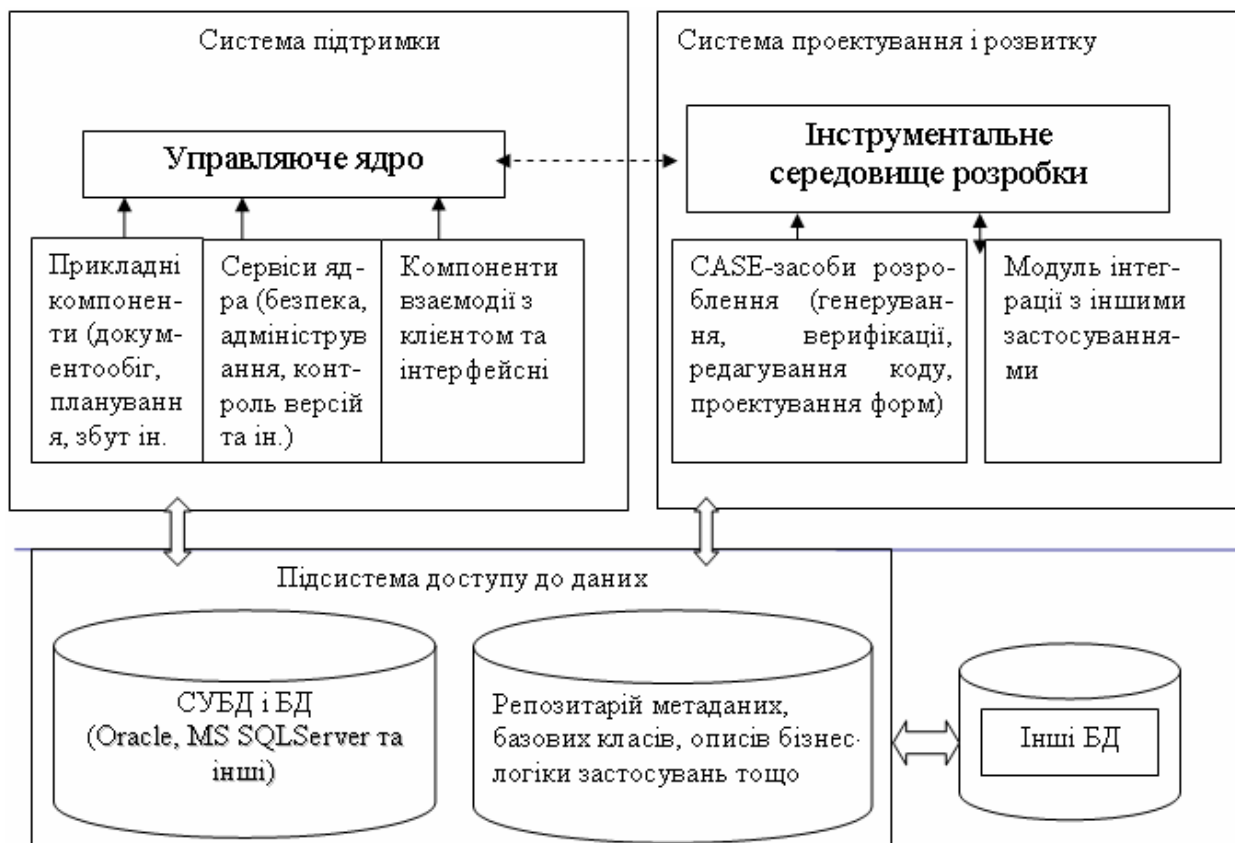 Система підтримки
Система проектування і розвитку
Управляюче ядро
Інструментальне
середовище розробки
Прикладні
компонен-
ти (докум-
ентообіг,
плануванн
я, збут ін.
Сервіси яд-
ра (безпека,
адмініструв
ання, конт-
роль версій
та ін.)
Компоненти
взаємодії з
клієнтом та
інтерфейсні
CASE-засоби розро-
блення (генеруван-
ня, верифікації,
редагування коду,
проектування форм)
Модуль інтег-
рації з іншими
застосування-
ми
Підсистема доступу до даних
СУБД і БД
(Oracle, MS SQLServer та
інші)
Репозитарій метаданих,
базових класів, описів бізнес-
логіки застосувань тощо
Інші БД